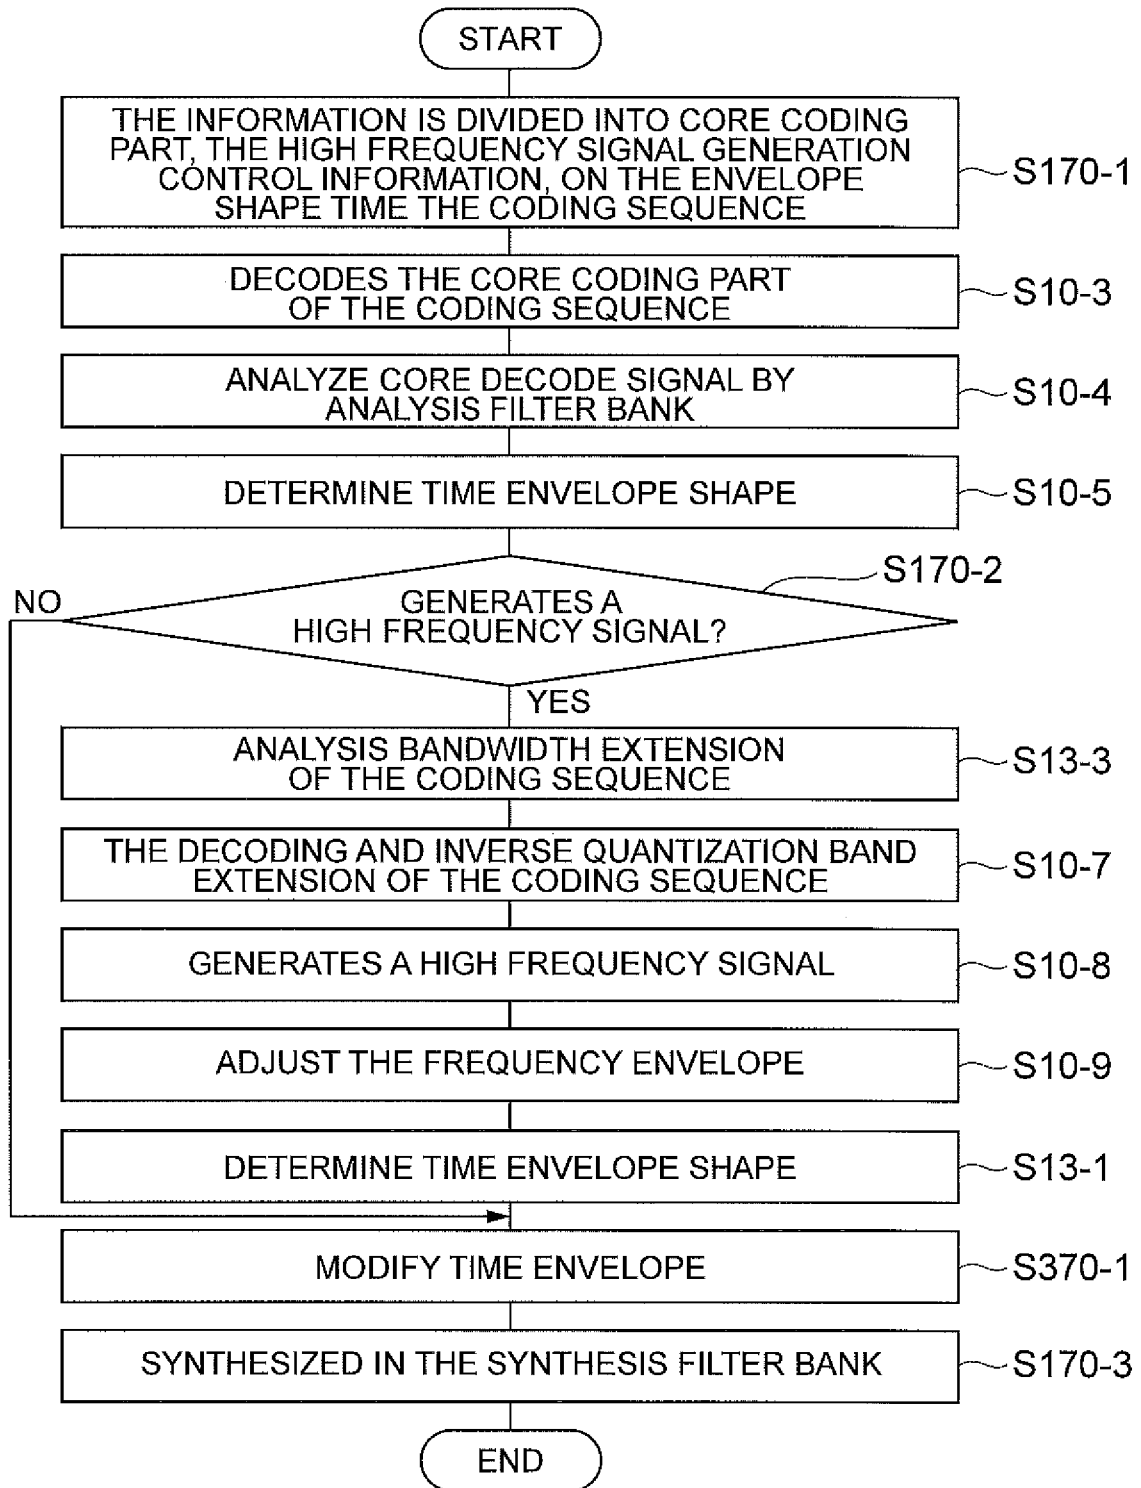 START
THE INFORMATION IS DIVIDED INTO CORE CODING
PART, THE HIGH FREQUENCY SIGNAL GENERATION
CONTROL INFORMATION, ON THE ENVELOPE
SHAPE TIME THE CODING SEQUENCE
S170-1
DECODES THE CORE CODING PART
OF THE CODING SEQUENCE
S10-3
ANALYZE CORE DECODE SIGNAL BY
ANALYSIS FILTER BANK
S10-4
DETERMINE TIME ENVELOPE SHAPE
S10-5
S170-2
NO
GENERATES A
HIGH FREQUENCY SIGNAL?
YES
ANALYSIS BANDWIDTH EXTENSION
OF THE CODING SEQUENCE
S13-3
THE DECODING AND INVERSE QUANTIZATION BAND
EXTENSION OF THE CODING SEQUENCE
S10-7
GENERATES A HIGH FREQUENCY SIGNAL
S10-8
ADJUST THE FREQUENCY ENVELOPE
S10-9
DETERMINE TIME ENVELOPE SHAPE
S13-1
MODIFY TIME ENVELOPE
S370-1
SYNTHESIZED IN THE SYNTHESIS FILTER BANK
S170-3
END